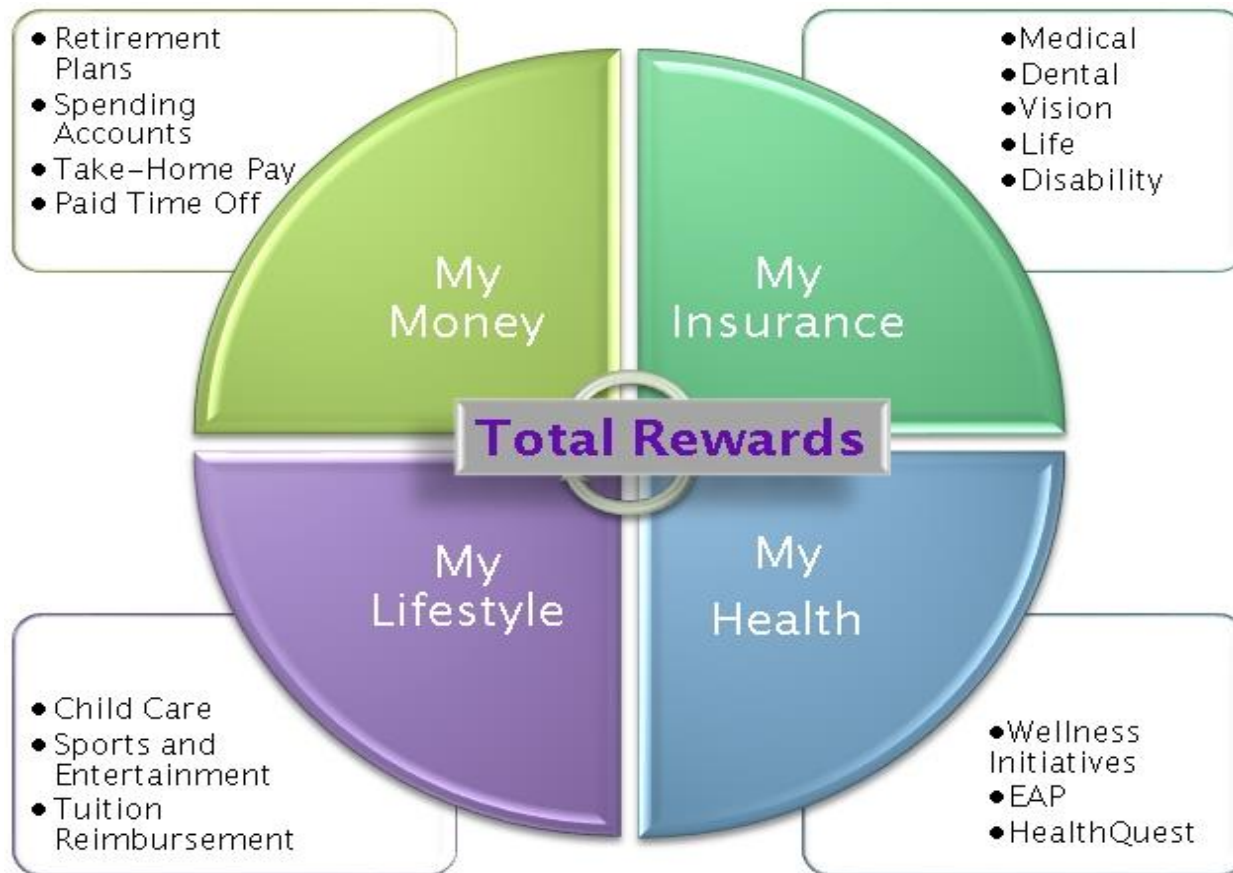 • Retirement
Plans
• Spending
Accounts
• Take-Home Pay
• Paid Time Off
•Medical
•Dental
•Vision
•Life
•Disability
My
Money
My
Insurance
Total Rewards
My
Lifestyle
My
Health
• Child Care
• Sports and
Entertainment
• Tuition
Reimbursement
•Wellness
Initiatives
•EAP
•HealthQuest